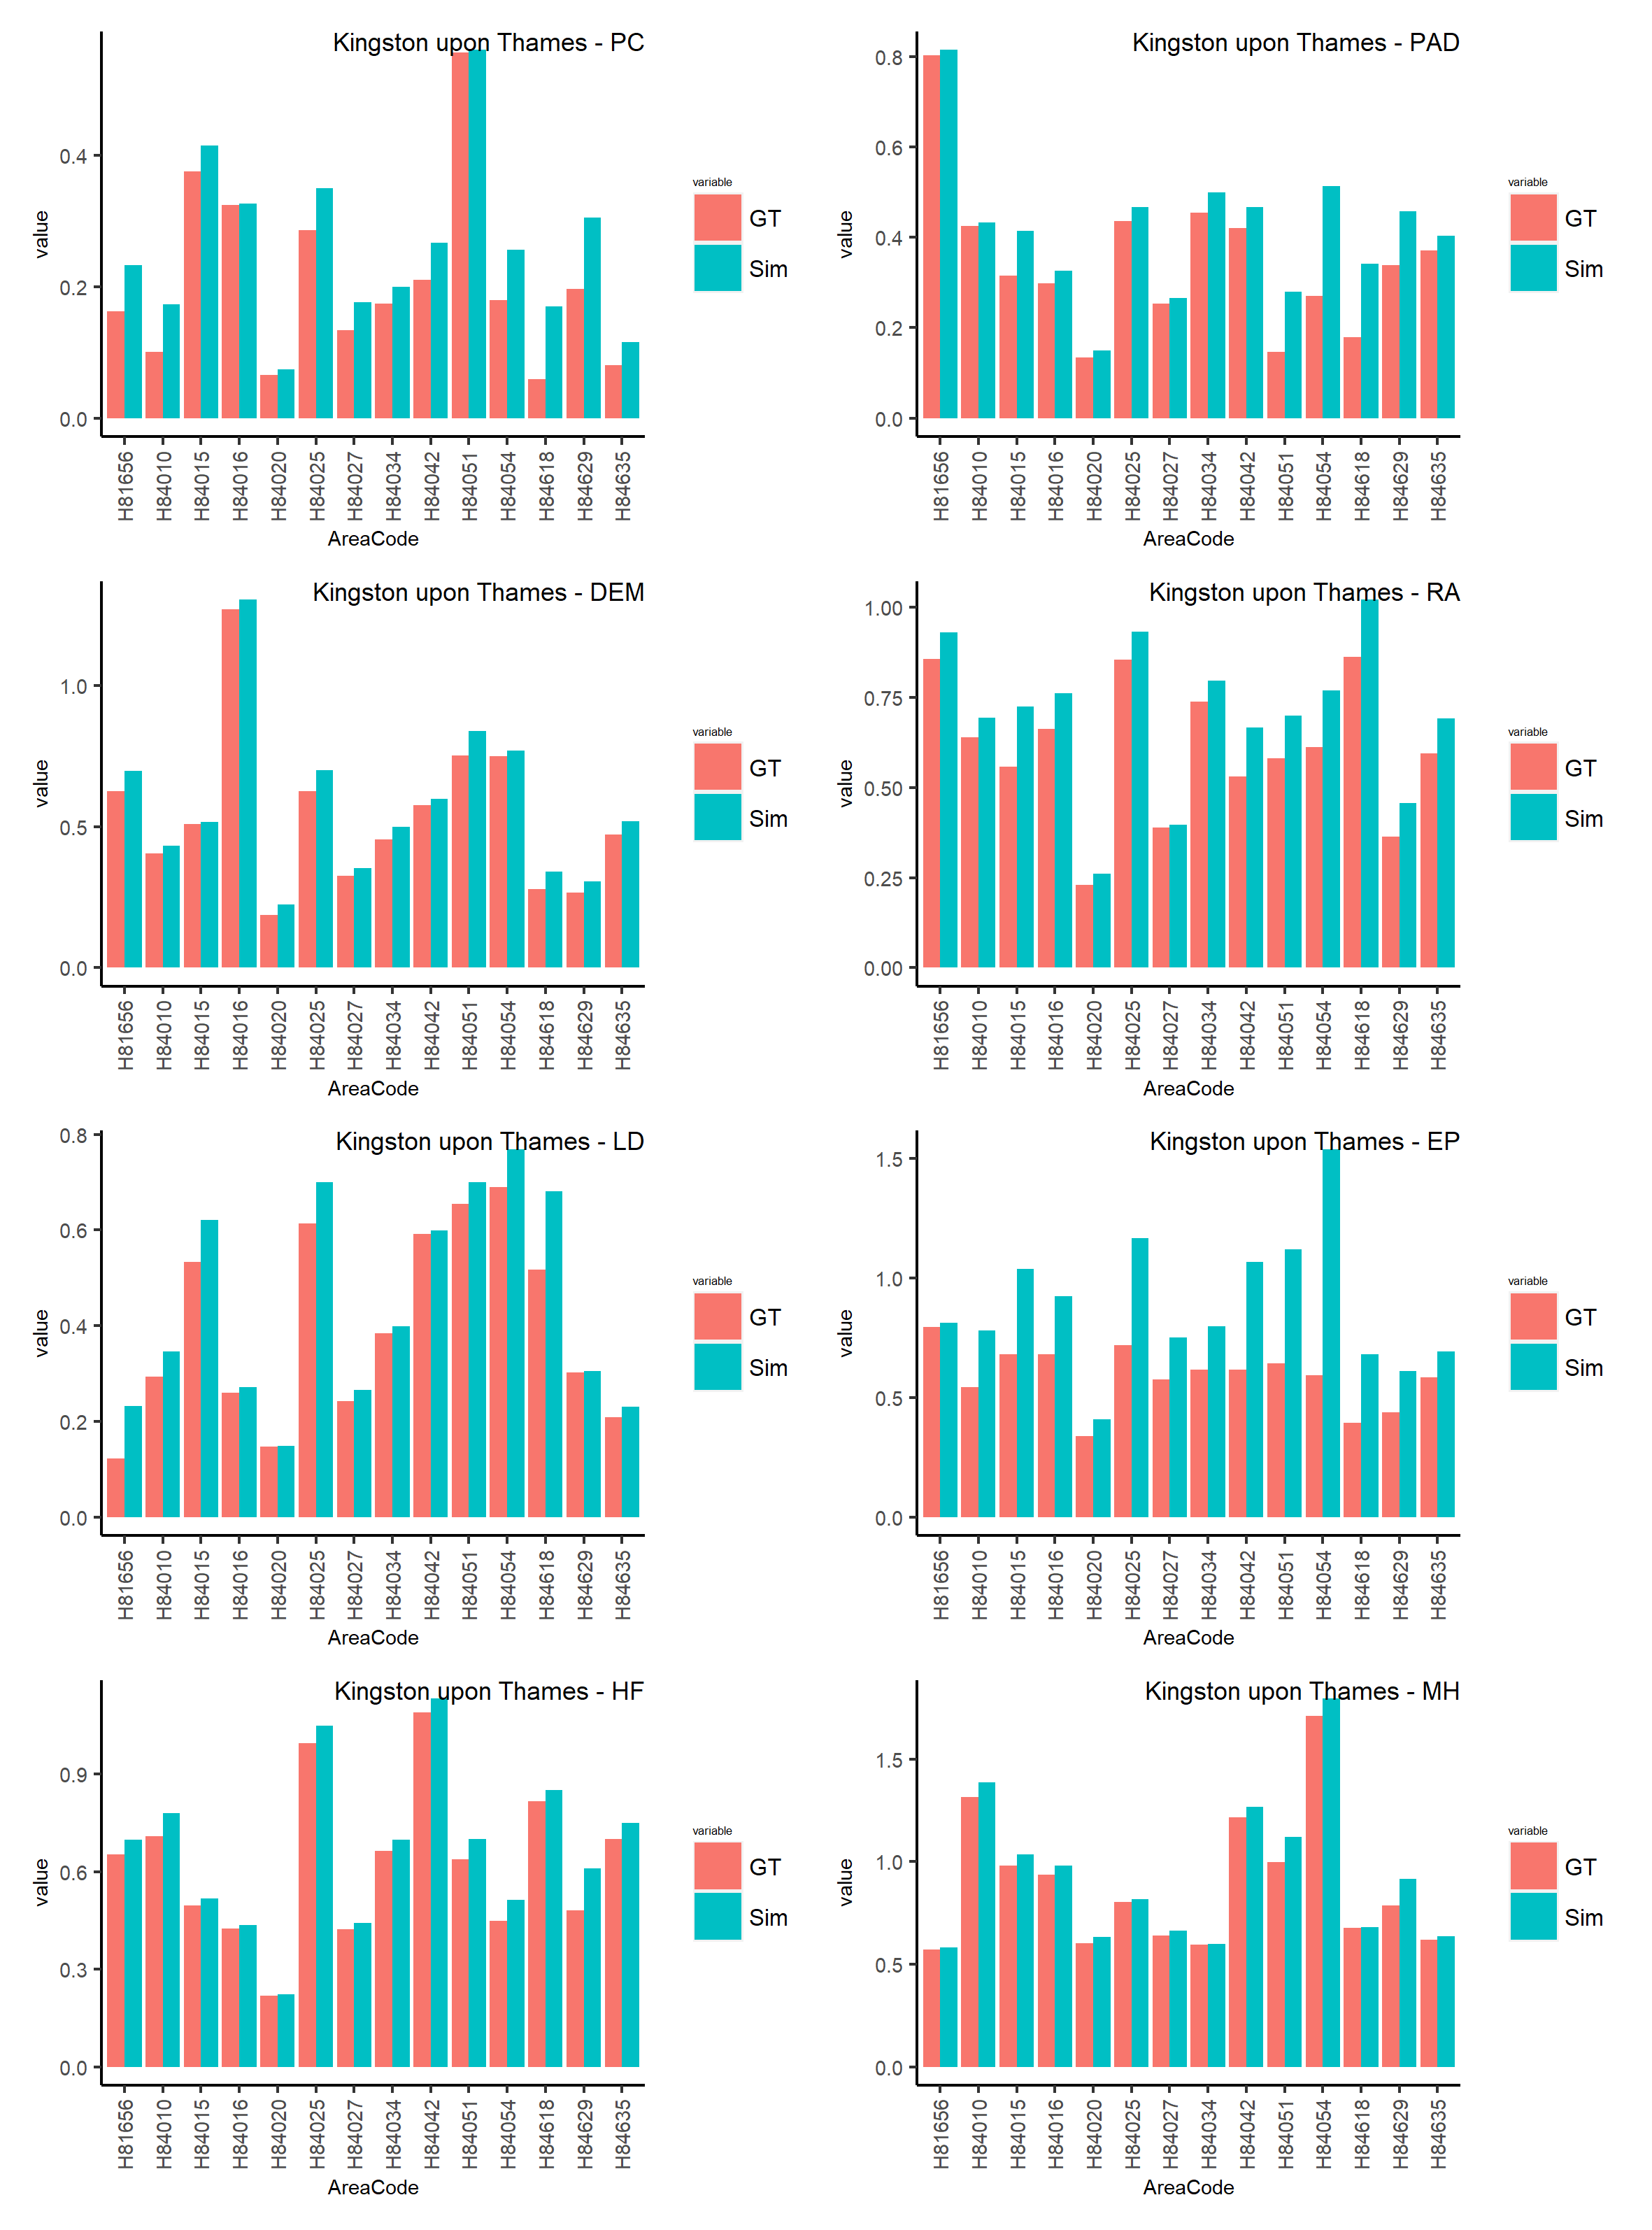 Kingston upon Thames - PC
value
0.4
0.2
0.0
H81656
H84010
H84015
H84016
H84020
H84025
H84027
H84034
H84042
H84051
H84054
H84618
H84629
H84635
AreaCode
variable
GT
Sim
Kingston upon Thames - PAD
value
0.8
0.6
0.4
0.2
0.0
H81656
H84010
H84015
H84016
H84020
H84025
H84027
H84034
H84042
H84051
H84054
H84618
H84629
H84635
AreaCode
variable
GT
Sim
Kingston upon Thames - DEM
value
1.0
0.5
0.0
H81656
H84010
H84015
H84016
H84020
H84025
H84027
H84034
H84042
H84051
H84054
H84618
H84629
H84635
AreaCode
variable
GT
Sim
Kingston upon Thames - RA
value
1.00
0.75
0.50
0.25
0.00
H81656
H84010
H84015
H84016
H84020
H84025
H84027
H84034
H84042
H84051
H84054
H84618
H84629
H84635
AreaCode
variable
GT
Sim
Kingston upon Thames - LD
value
0.8
0.6
0.4
0.2
0.0
H81656
H84010
H84015
H84016
H84020
H84025
H84027
H84034
H84042
H84051
H84054
H84618
H84629
H84635
AreaCode
variable
GT
Sim
Kingston upon Thames - EP
value
1.5
1.0
0.5
0.0
H81656
H84010
H84015
H84016
H84020
H84025
H84027
H84034
H84042
H84051
H84054
H84618
H84629
H84635
AreaCode
variable
GT
Sim
Kingston upon Thames - HF
value
0.9
0.6
0.3
0.0
H81656
H84010
H84015
H84016
H84020
H84025
H84027
H84034
H84042
H84051
H84054
H84618
H84629
H84635
AreaCode
variable
GT
Sim
Kingston upon Thames - MH
value
1.5
1.0
0.5
0.0
H81656
H84010
H84015
H84016
H84020
H84025
H84027
H84034
H84042
H84051
H84054
H84618
H84629
H84635
AreaCode
variable
GT
Sim